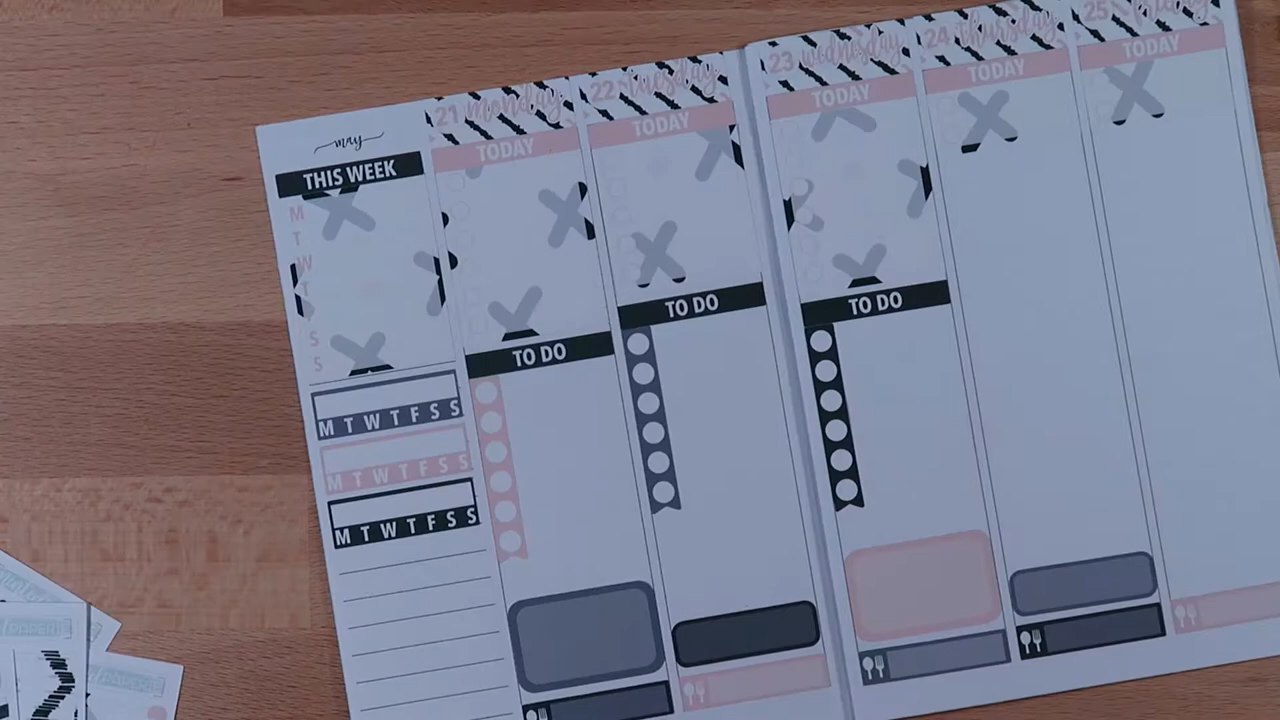 may
THIS WEEK
M
T
W
T
F
S
S
M T W T F S S
M T W T F S S
M T W T F S S
21 monday
TODAY
TO DO
22 tuesday
TODAY
TO DO
23 wednesday
TODAY
TO DO
24 thursday
TODAY
25 friday
TODAY